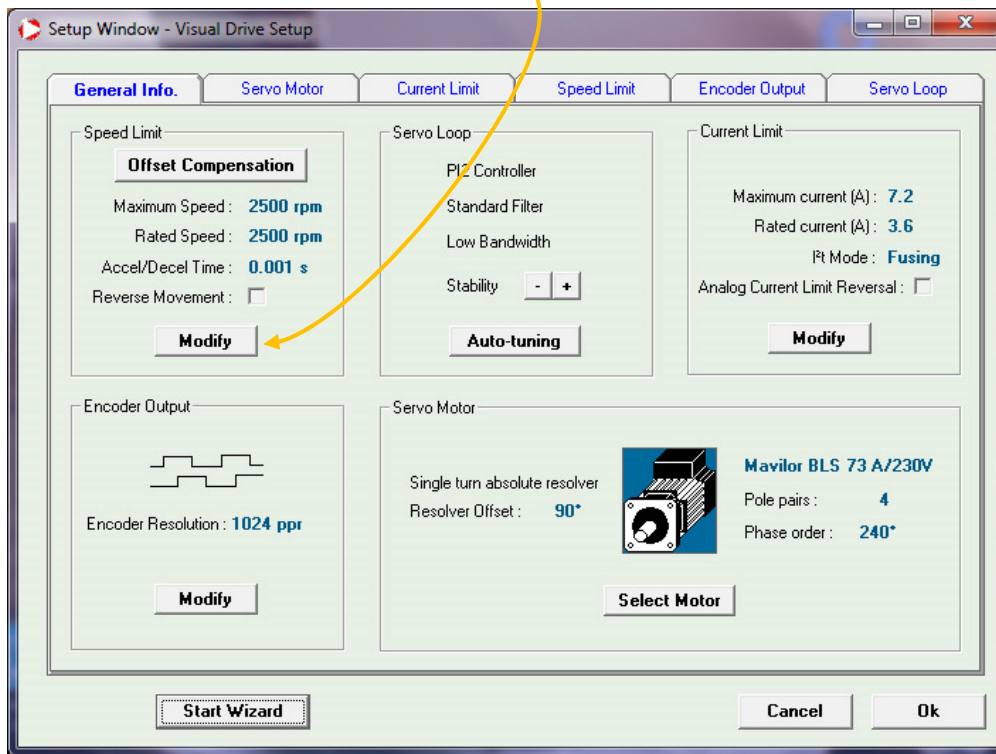 Setup Window - Visual Drive Setup
General Info.
Servo Motor
Current Limit
Speed Limit
Encoder Output
Servo Loop
Speed Limit
Offset Compensation
Maximum Speed : 2500 rpm
Rated Speed : 2500 rpm
Accel/Decel Time : 0.001 s
Reverse Movement :
Modify
Servo Loop
PI2 Controller
Standard Filter
Low Bandwidth
Stability - +
Auto-tuning
Current Limit
Maximum current (A) : 7.2
Rated current (A) : 3.6
I²t Mode : Fusing
Analog Current Limit Reversal :
Modify
Encoder Output
Encoder Resolution : 1024 ppr
Modify
Servo Motor
Single turn absolute resolver
Resolver Offset : 90°
Mavilor BLS 73 A/230V
Pole pairs : 4
Phase order : 240°
Select Motor
Start Wizard
Cancel
Ok